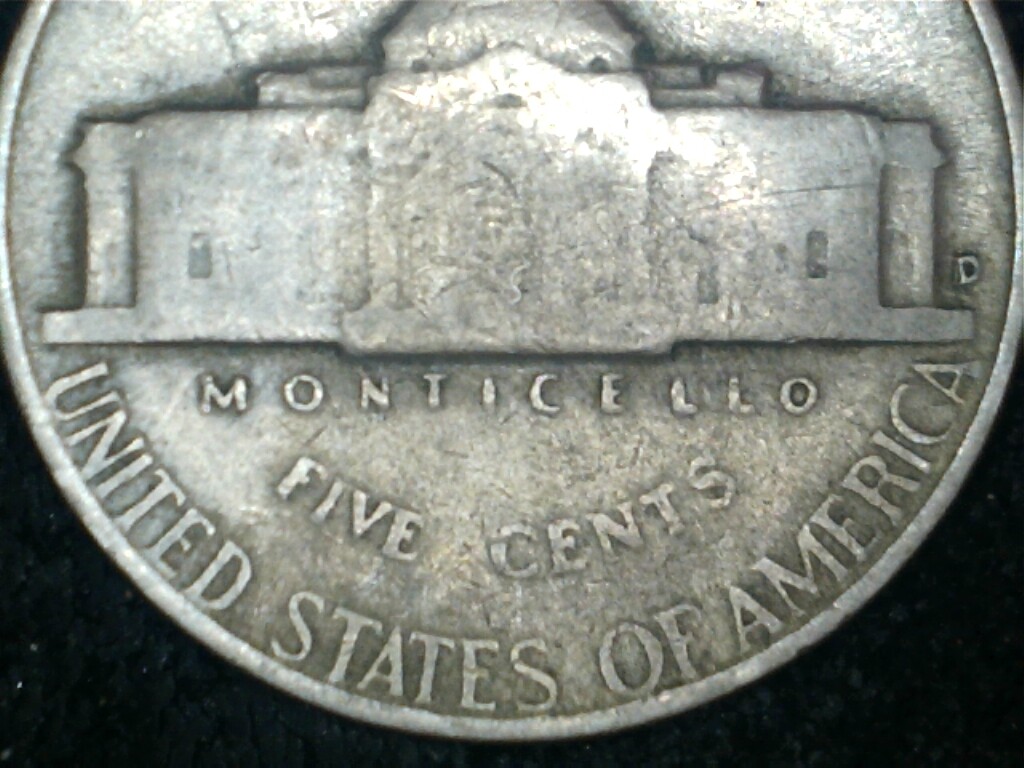 D
MONTICELLO
FIVE CENTS
UNITED STATES OF AMERICA